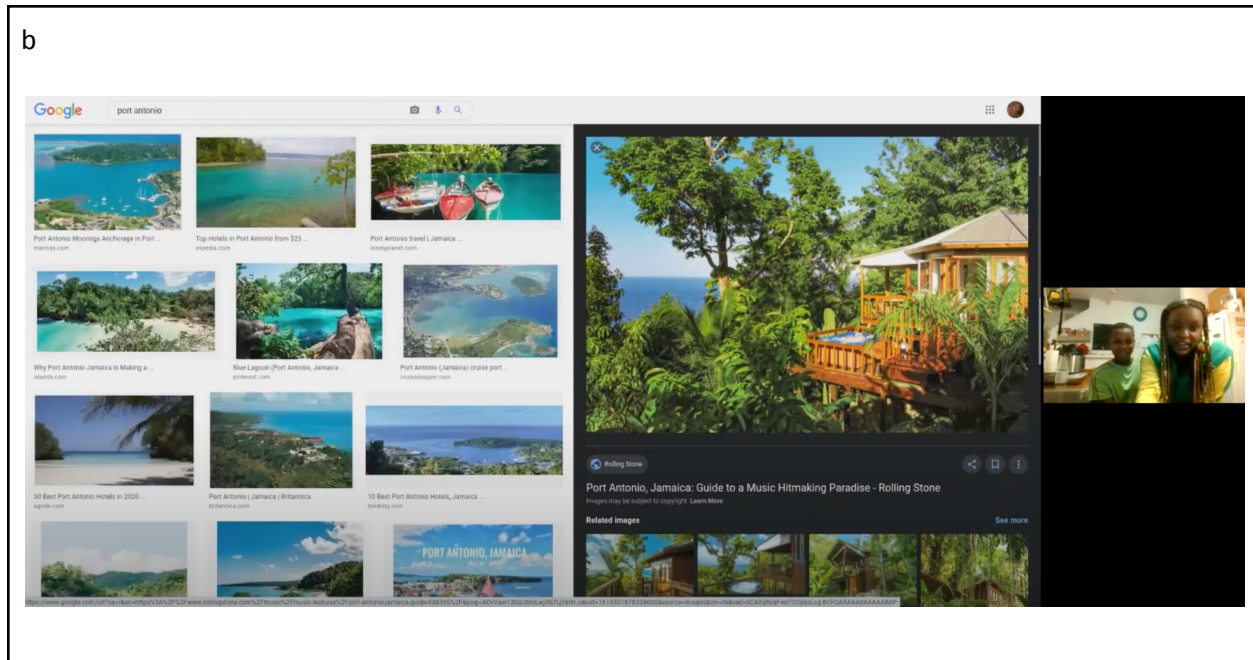 b
Google
port antonio
Port Antonio Moorings Anchorage in Port ...
marinas.com
Top Hotels in Port Antonio from $23 ...
expedia.com
Port Antonio travel | Jamaica ...
lonelyplanet.com
Why Port Antonio Jamaica Is Making a ...
islands.com
Blue Lagoon (Port Antonio, Jamaica ...
pinterest.com
Port Antonio (Jamaica) cruise port ...
cruisemapper.com
30 Best Port Antonio Hotels in 2020 ...
agoda.com
Port Antonio | Jamaica | Britannica
britannica.com
10 Best Port Antonio Hotels, Jamaica ...
booking.com
PORT ANTONIO, JAMAICA
Rolling Stone
Port Antonio, Jamaica: Guide to a Music Hitmaking Paradise - Rolling Stone
Images may be subject to copyright. Learn More
Related images
See more